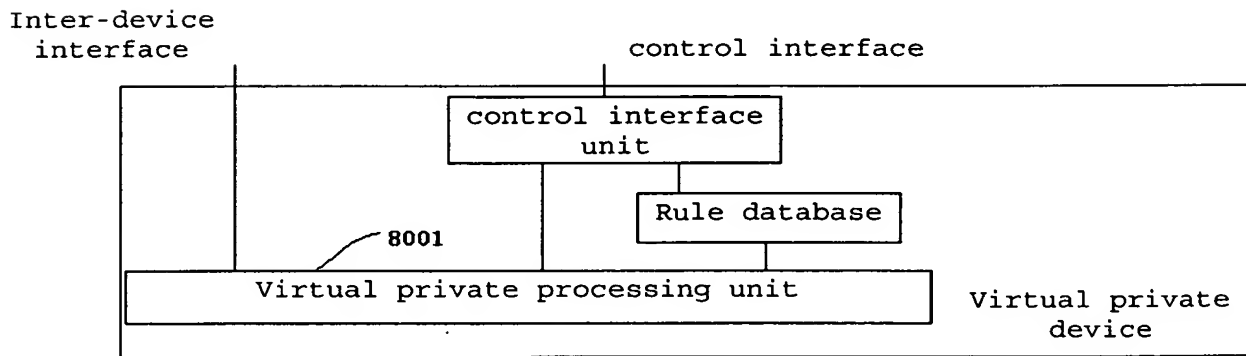 Inter-device
interface
control interface
control interface
unit
Rule database
8001
Virtual private processing unit
Virtual private
device